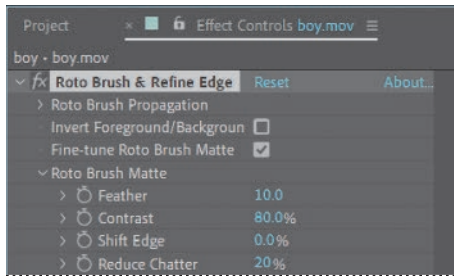 Project × Effect Controls boy.mov
boy • boy.mov
fx Roto Brush & Refine Edge Reset About...
Roto Brush Propagation
Invert Foreground/Backgroun
Fine-tune Roto Brush Matte
Roto Brush Matte
Feather 10.0
Contrast 80.0%
Shift Edge 0.0%
Reduce Chatter 20%